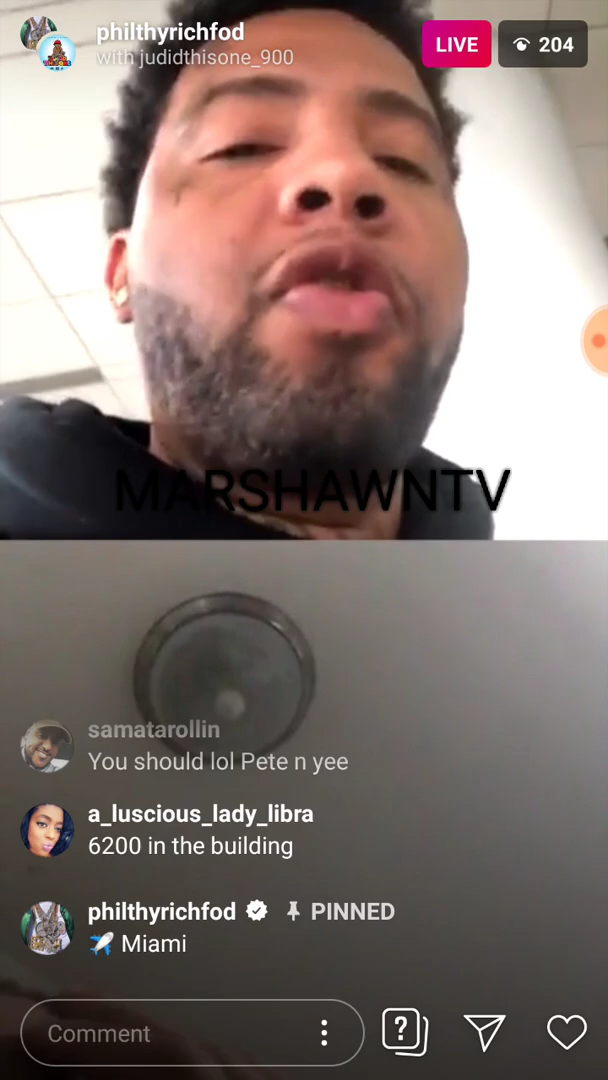 philthyrichfod
with judidthisone_900
LIVE
204
MARSHAWNTV
samatarollin
You should lol Pete n yee
a_luscious_lady_libra
6200 in the building
philthyrichfod PINNED
✈️ Miami
Comment